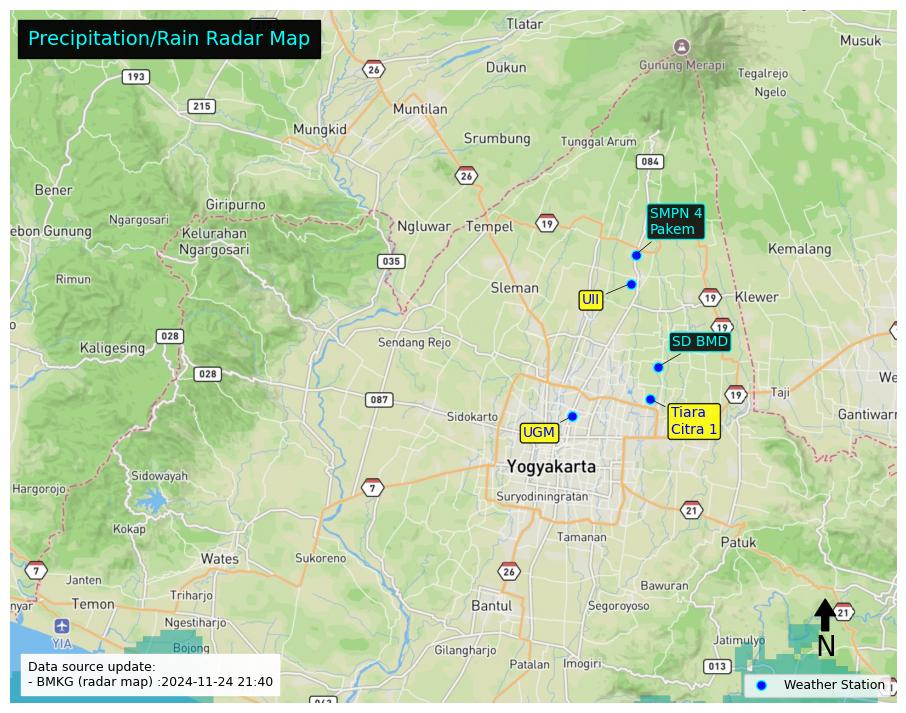 Precipitation/Rain Radar Map
Tlatar
Musuk
Gunung Merapi
26
Dukun
Tegalrejo
193
Ngelo
215
Muntilan
Mungkid
Srumbung
Tunggal Arum
084
26
Bener
Giripurno
SMPN 4
Pakem
Ngargosari
Ngluwar
Tempel
19
ebon Gunung
Kelurahan
Ngargosari
Kemalang
035
Rimun
Sleman
UII
19
Klewer
19
028
Sendang Rejo
SD BMD
Kaligesing
028
We
087
19
Taji
Sidokarto
Tiara
Citra 1
Gantiwarn
UGM
Yogyakarta
Sidowayah
Hargorojo
7
Suryodiningratan
21
Kokap
Tamanan
Patuk
Wates
Sukoreno
7
26
Janten
Bawuran
Triharjo
nyar
Temon
Bantul
Segoroyoso
21
Ngestiharjo
YIA
N
Bojong
Gilangharjo
Jatimulyo
Patalan
Imogiri
013
Data source update:
- BMKG (radar map) :2024-11-24 21:40
Weather Station